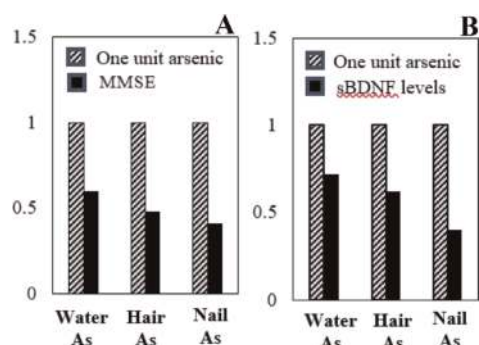 A
1.5
One unit arsenic
MMSE
1
0.5
0
Water As
Hair As
Nail As
B
1.5
One unit arsenic
sBDNF levels
1
0.5
0
Water As
Hair As
Nail As